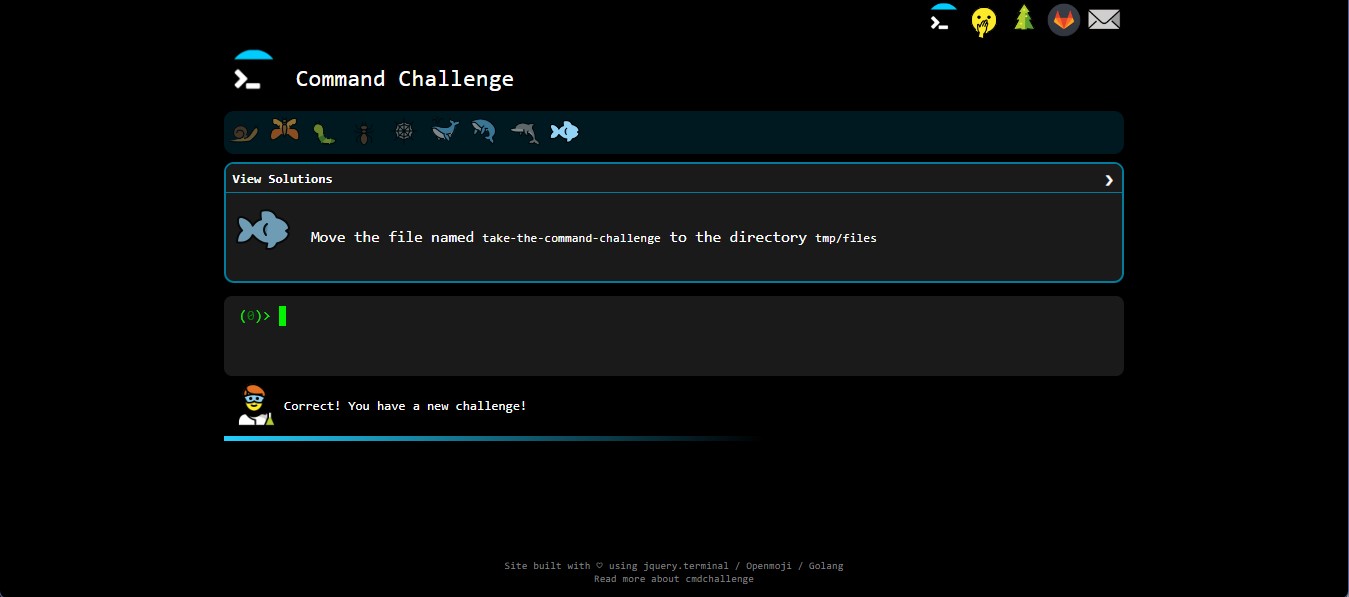 Command Challenge
View Solutions ❯
Move the file named take-the-command-challenge to the directory tmp/files
(0)>
Correct! You have a new challenge!
Site built with ♡ using jquery.terminal / Openmoji / Golang
Read more about cmdchallenge